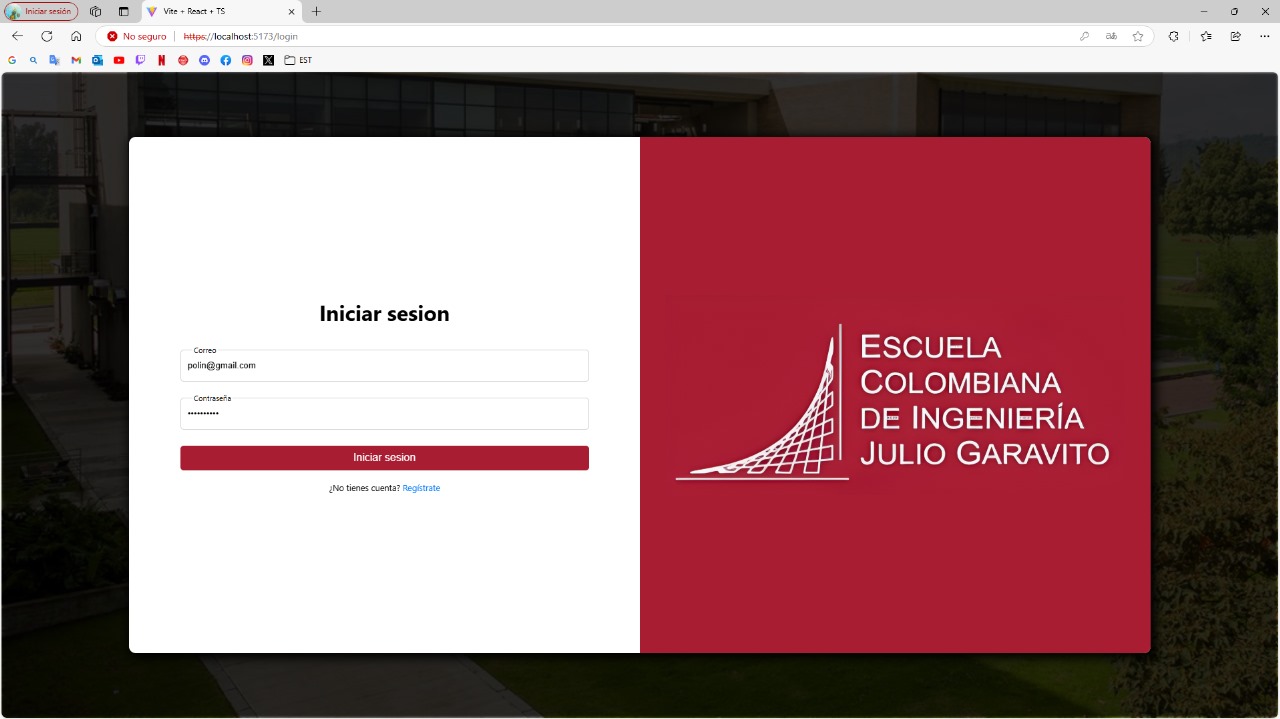 Iniciar sesión
Vite + React + TS
No seguro
https://localhost:5173/login
EST
Iniciar sesion
Correo
polin@gmail.com
Contraseña
••••••••••
Iniciar sesion
¿No tienes cuenta? Regístrate
ESCUELA
COLOMBIANA
DE INGENIERÍA
JULIO GARAVITO